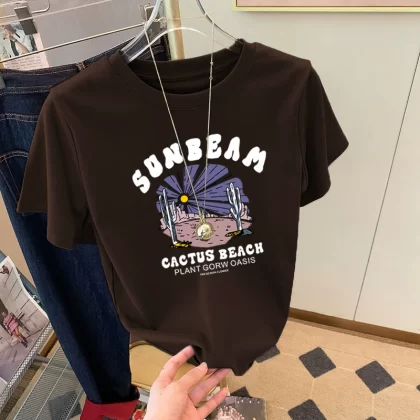 SUNBEAM
CACTUS BEACH
PLANT GORW OASIS